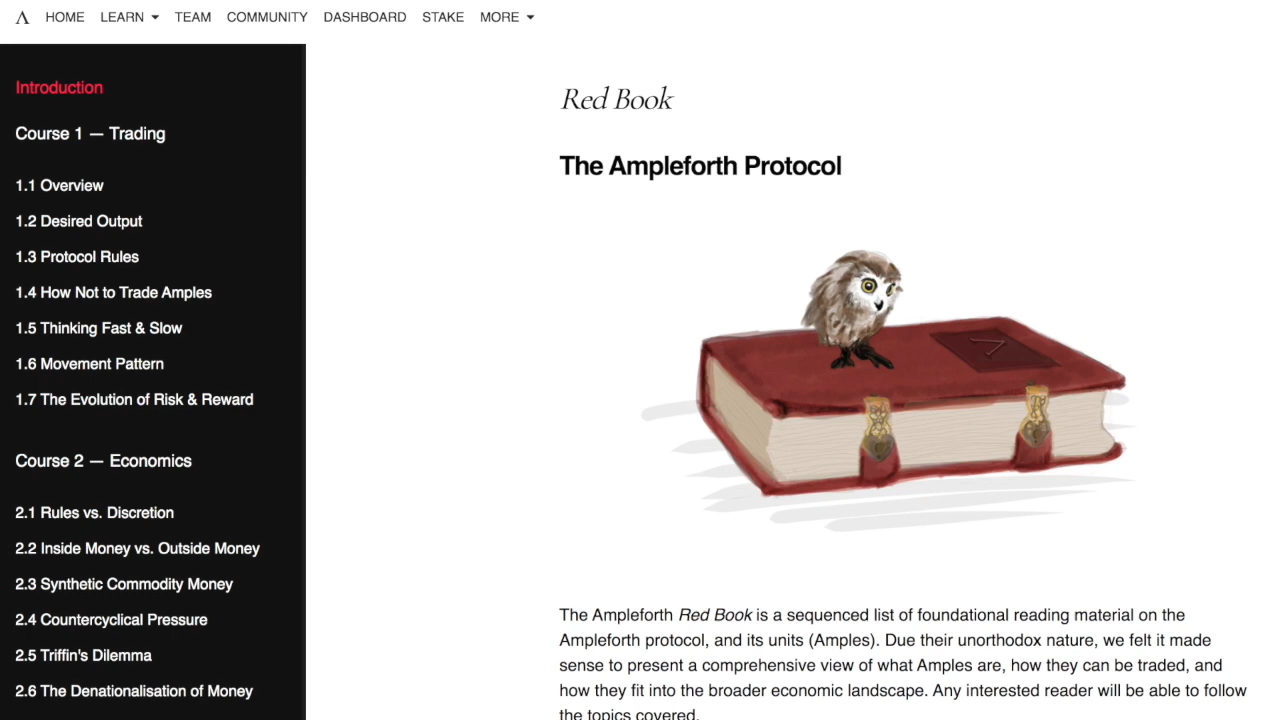 Λ HOME LEARN TEAM COMMUNITY DASHBOARD STAKE MORE
Introduction
Course 1 — Trading
1.1 Overview
1.2 Desired Output
1.3 Protocol Rules
1.4 How Not to Trade Amples
1.5 Thinking Fast & Slow
1.6 Movement Pattern
1.7 The Evolution of Risk & Reward
Course 2 — Economics
2.1 Rules vs. Discretion
2.2 Inside Money vs. Outside Money
2.3 Synthetic Commodity Money
2.4 Countercyclical Pressure
2.5 Triffin's Dilemma
2.6 The Denationalisation of Money
Red Book
The Ampleforth Protocol
The Ampleforth Red Book is a sequenced list of foundational reading material on the
Ampleforth protocol, and its units (Amples). Due their unorthodox nature, we felt it made
sense to present a comprehensive view of what Amples are, how they can be traded, and
how they fit into the broader economic landscape. Any interested reader will be able to follow
the topics covered.